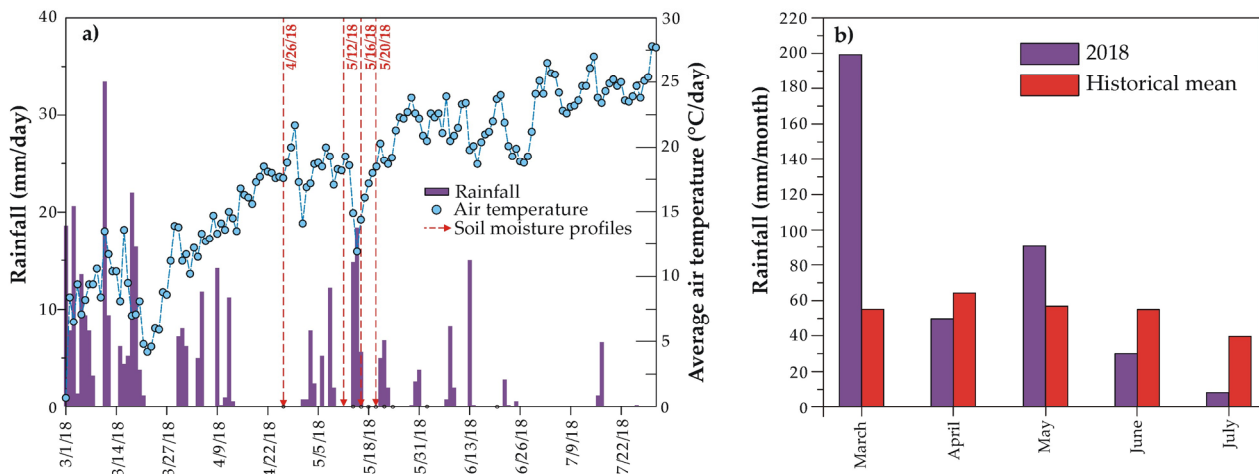 a)
40
30
20
10
0
Rainfall (mm/day)
30
25
20
15
10
5
0
Average air temperature (°C/day)
4/26/18
5/12/18
5/16/18
5/20/18
Rainfall
Air temperature
Soil moisture profiles
3/1/18
3/14/18
3/27/18
4/9/18
4/22/18
5/5/18
5/18/18
5/31/18
6/13/18
6/26/18
7/9/18
7/22/18
b)
220
200
180
160
140
120
100
80
60
40
20
0
Rainfall (mm/month)
2018
Historical mean
March
April
May
June
July